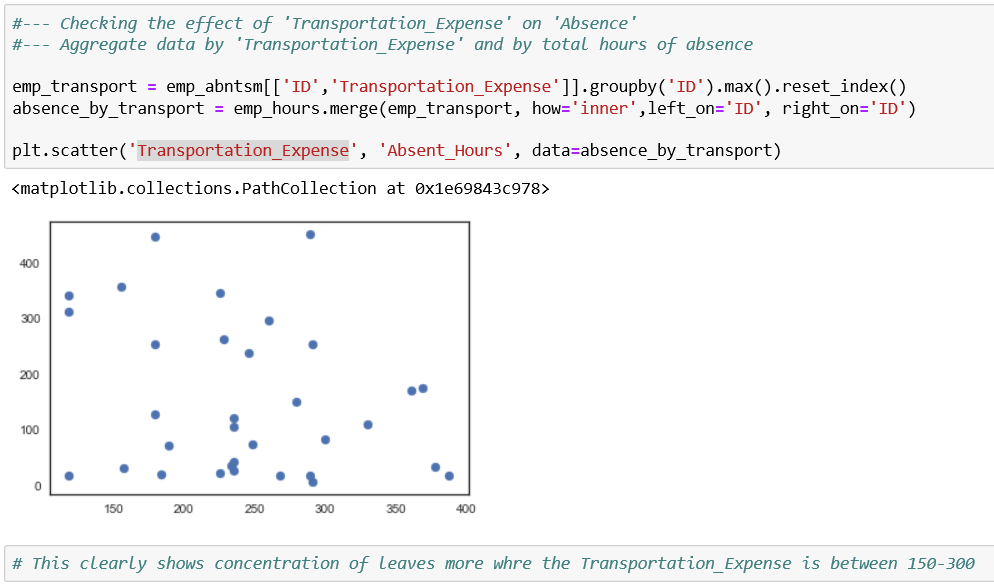 #--- Checking the effect of 'Transportation_Expense' on 'Absence'
#--- Aggregate data by 'Transportation_Expense' and by total hours of absence
emp_transport = emp_abntsm[['ID','Transportation_Expense']].groupby('ID').max().reset_index()
absence_by_transport = emp_hours.merge(emp_transport, how='inner',left_on='ID', right_on='ID')
plt.scatter('Transportation_Expense', 'Absent_Hours', data=absence_by_transport)
<matplotlib.collections.PathCollection at 0x1e69843c978>
400
300
200
100
0
150 200 250 300 350 400
# This clearly shows concentration of leaves more whre the Transportation_Expense is between 150-300